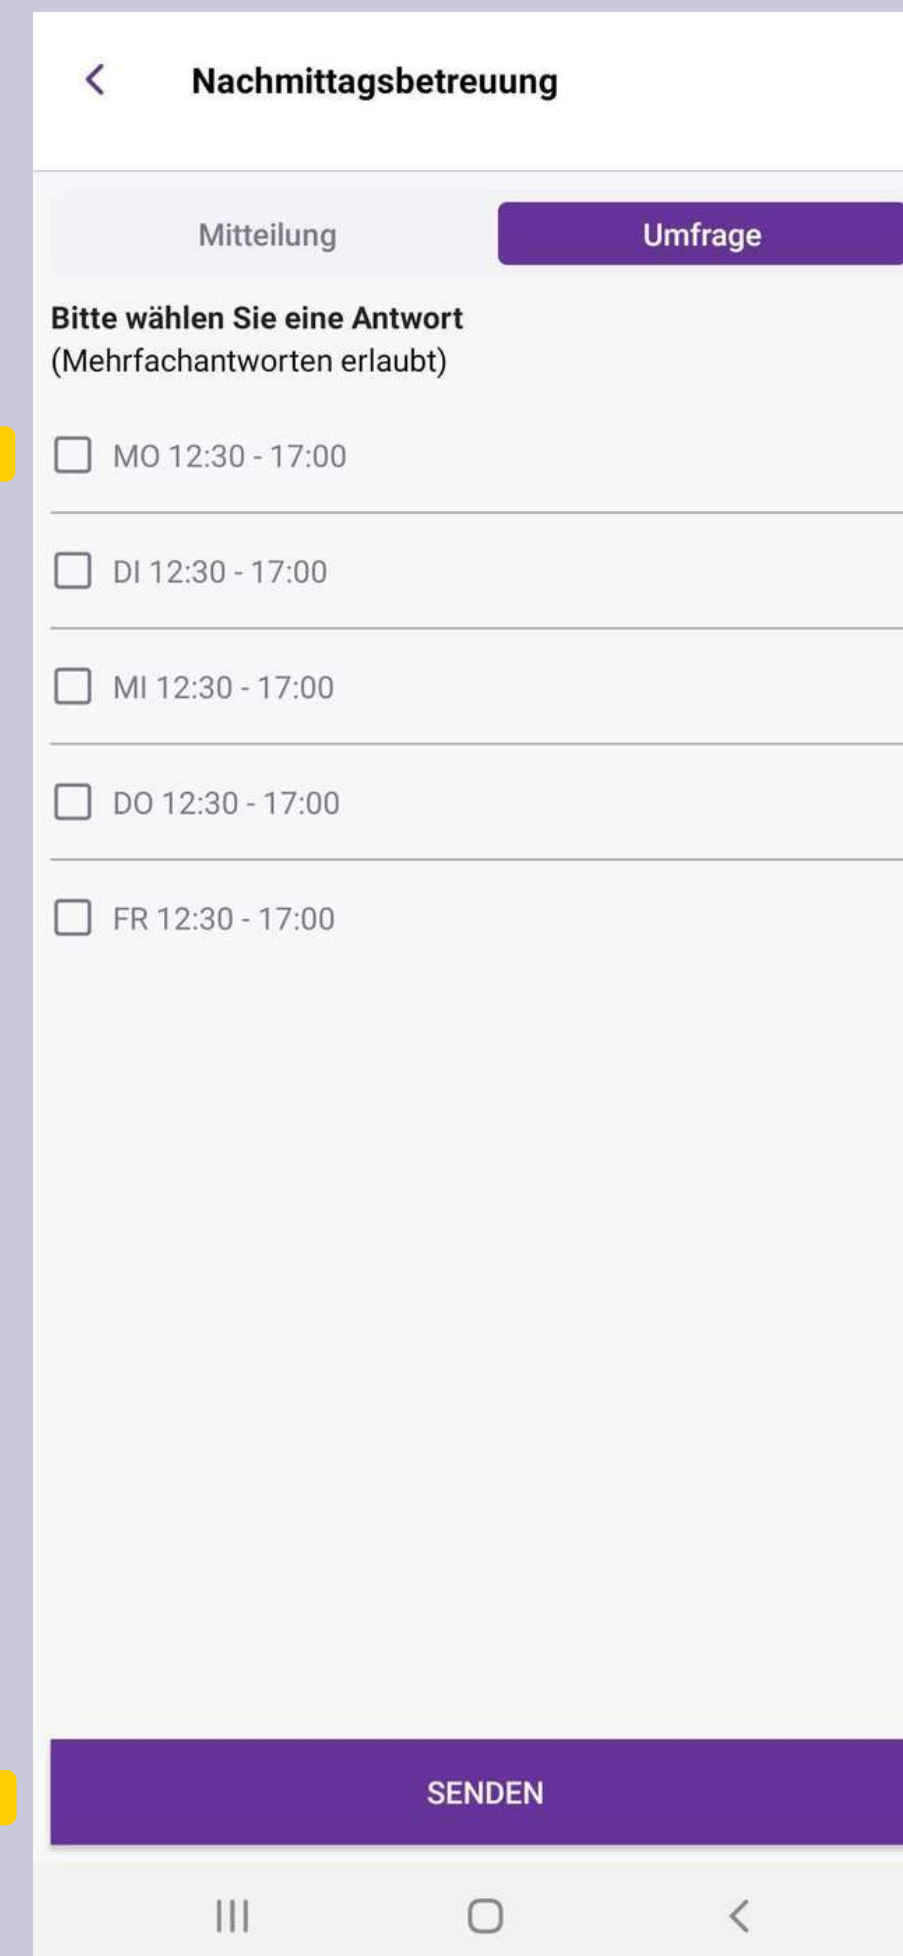 Nachmittagsbetreuung
Mitteilung
Umfrage
Bitte wählen Sie eine Antwort
(Mehrfachantworten erlaubt)
MO 12:30 - 17:00
DI 12:30 - 17:00
MI 12:30 - 17:00
DO 12:30 - 17:00
FR 12:30 - 17:00
SENDEN